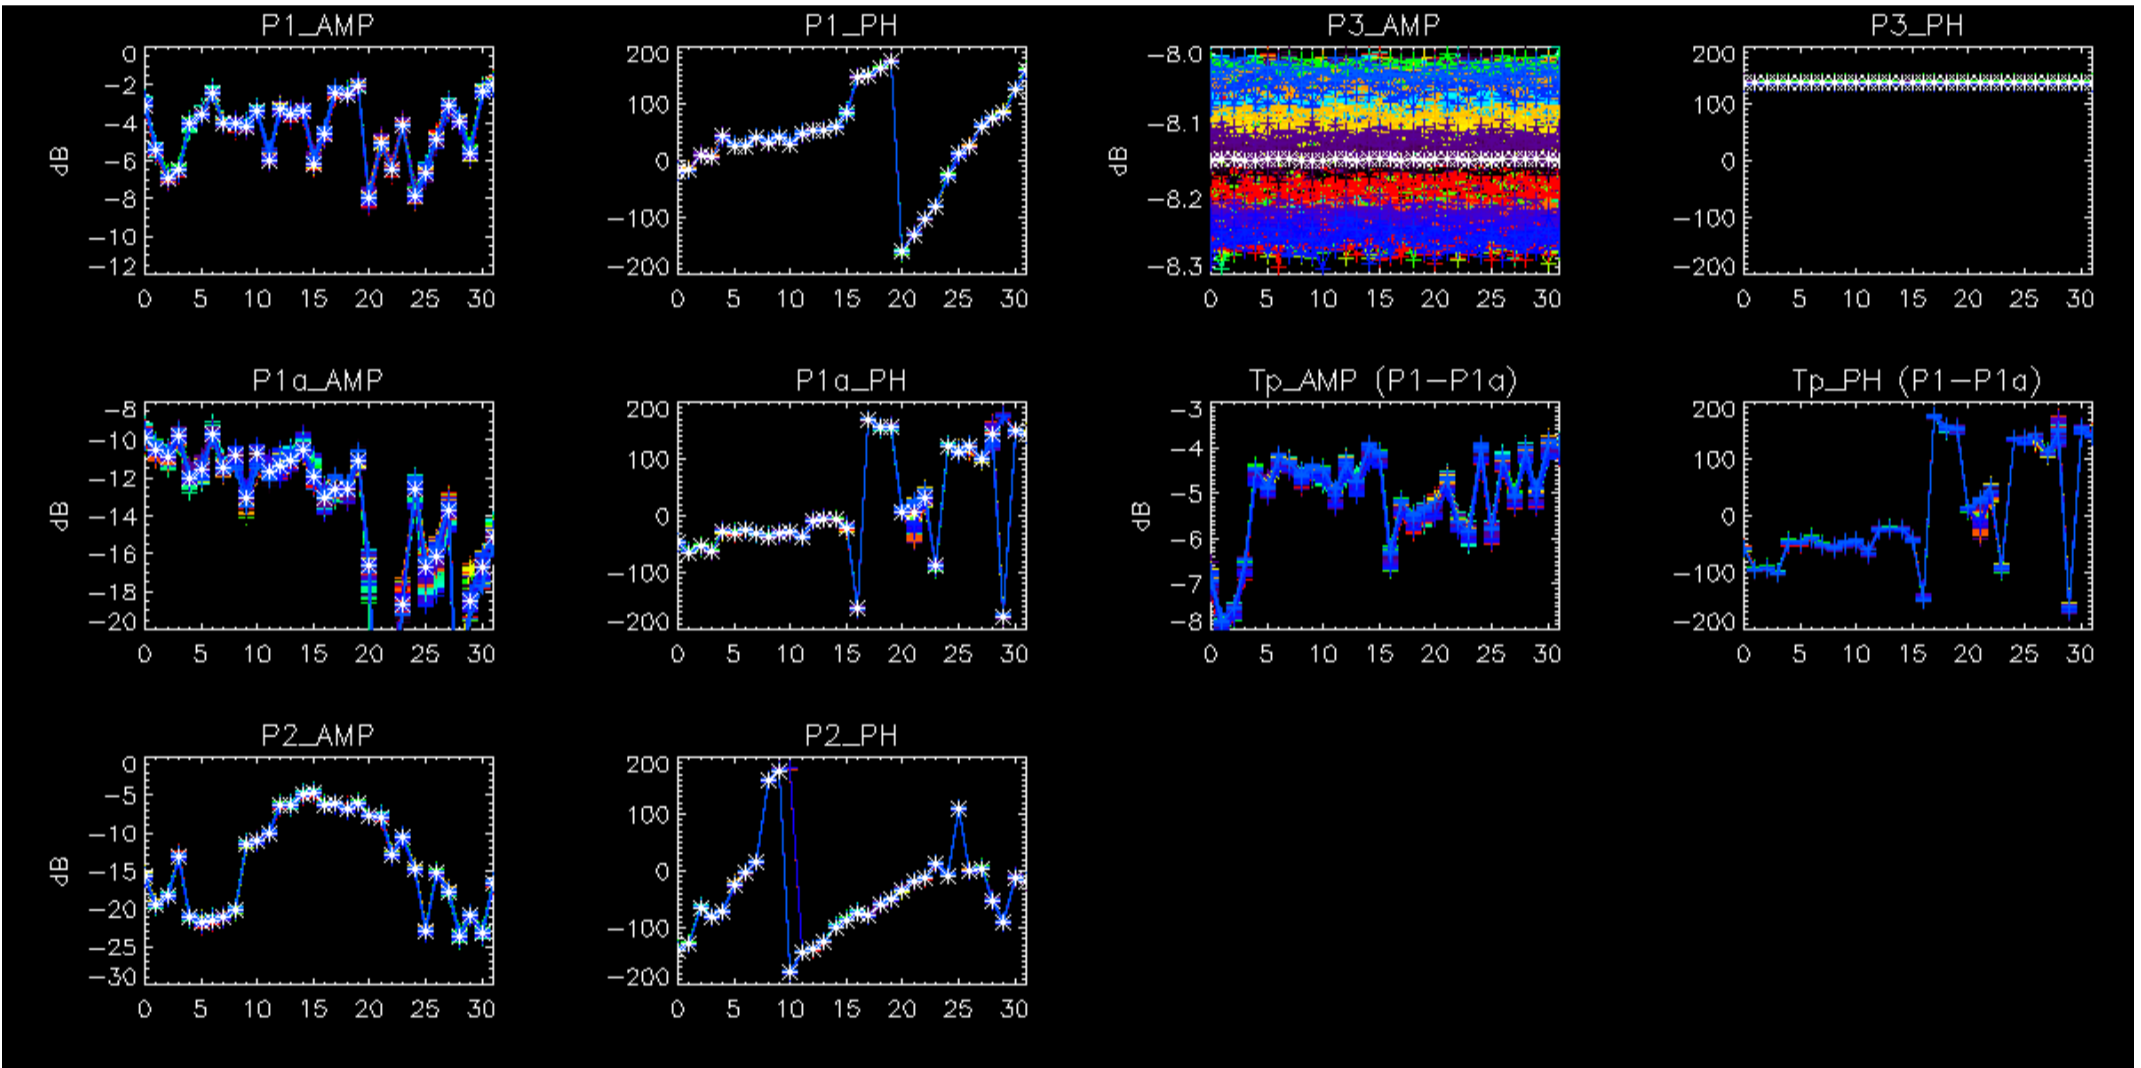 P1_AMP
P1_PH
P3_AMP
P3_PH
0
-2
-4
-6
-8
-10
-12
dB
0 5 10 15 20 25 30
200
100
0
-100
-200
0 5 10 15 20 25 30
-8.0
-8.1
-8.2
-8.3
dB
0 5 10 15 20 25 30
200
100
0
-100
-200
0 5 10 15 20 25 30
P1a_AMP
P1a_PH
Tp_AMP (P1-P1a)
Tp_PH (P1-P1a)
-8
-10
-12
-14
-16
-18
-20
dB
0 5 10 15 20 25 30
200
100
0
-100
-200
0 5 10 15 20 25 30
-3
-4
-5
-6
-7
-8
dB
0 5 10 15 20 25 30
200
100
0
-100
-200
0 5 10 15 20 25 30
P2_AMP
P2_PH
0
-5
-10
-15
-20
-25
-30
dB
0 5 10 15 20 25 30
200
100
0
-100
-200
0 5 10 15 20 25 30